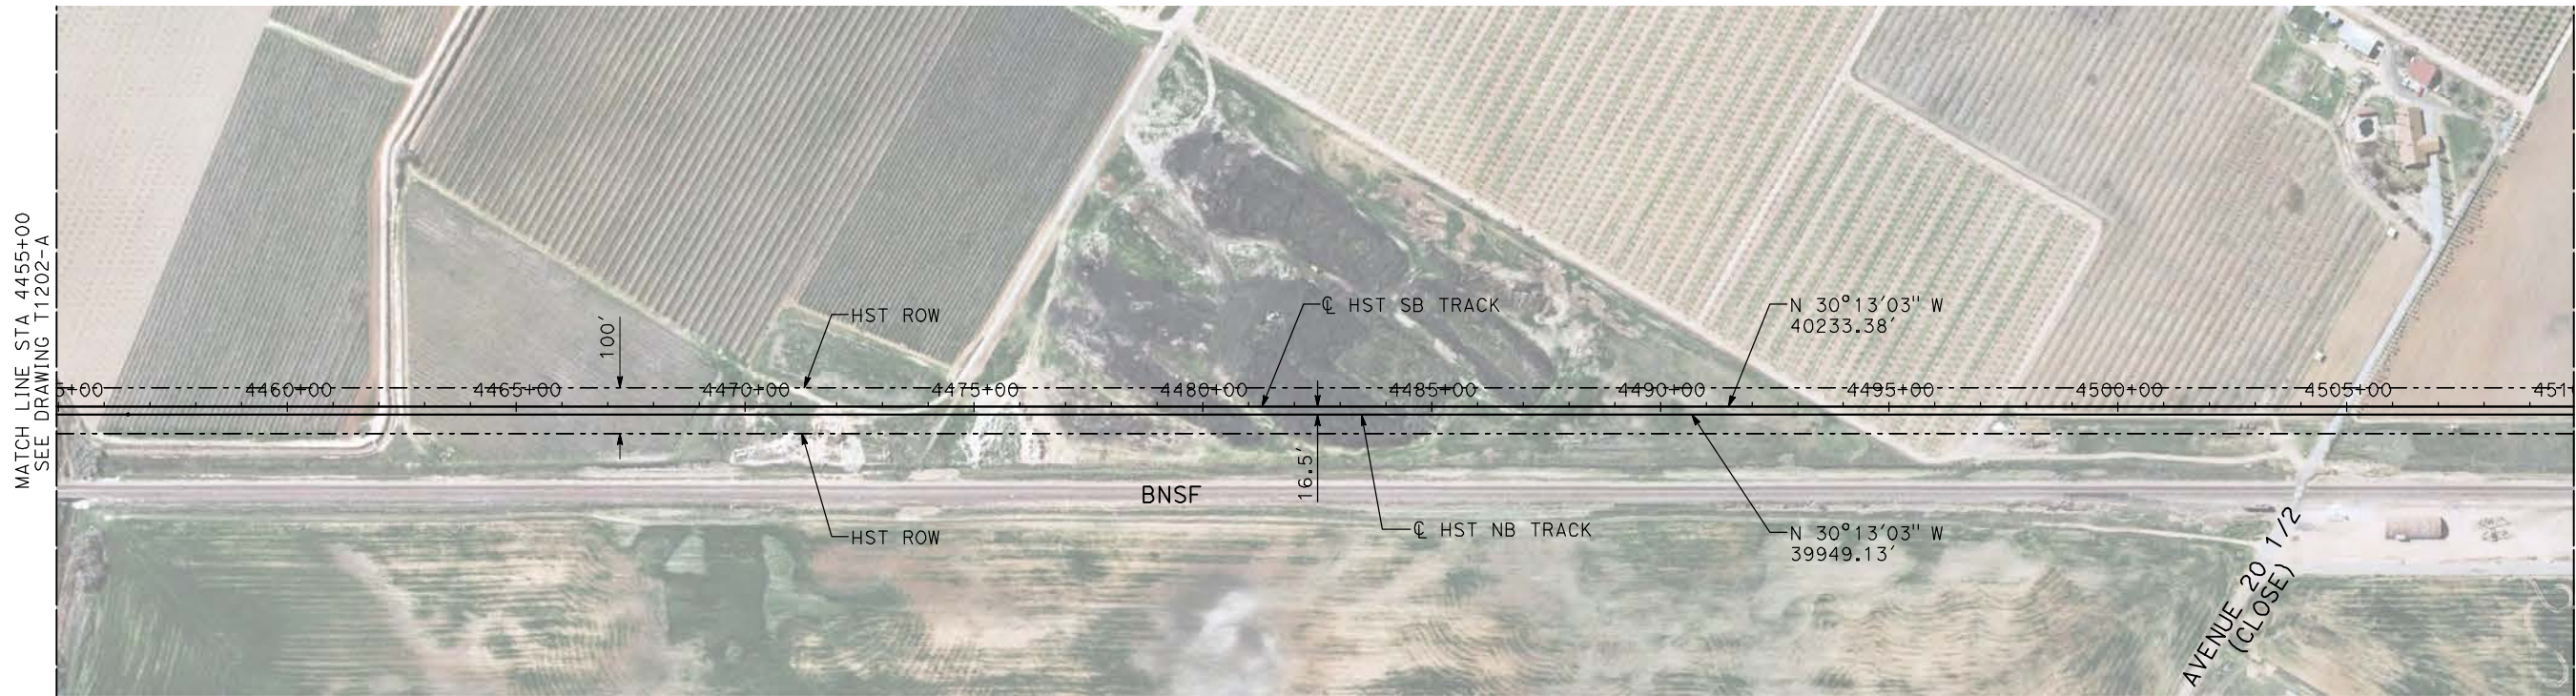 MATCH LINE STA 4455+00
SEE DRAWING T1202-A
100'
HST ROW
℄ HST SB TRACK
N 30°13'03" W
40233.38'
5+00
4460+00
4465+00
4470+00
4475+00
4480+00
4485+00
4490+00
4495+00
4500+00
4505+00
451
16.5'
BNSF
HST ROW
℄ HST NB TRACK
N 30°13'03" W
39949.13'
AVENUE 20 1/2
(CLOSE)